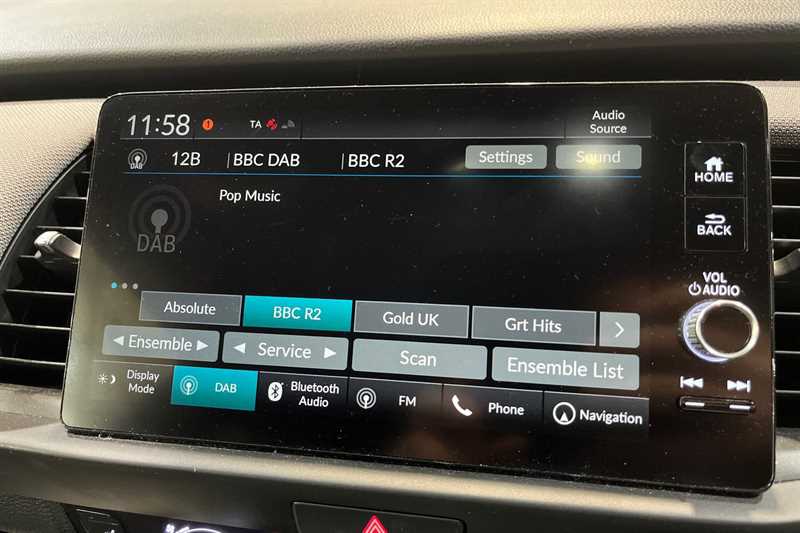 11:58 TA Audio Source
12B BBC DAB BBC R2 Settings Sound
HOME
Pop Music
DAB
BACK
VOL
AUDIO
Absolute BBC R2 Gold UK Grt Hits
Ensemble Service Scan Ensemble List
Display Mode DAB Bluetooth Audio FM Phone Navigation